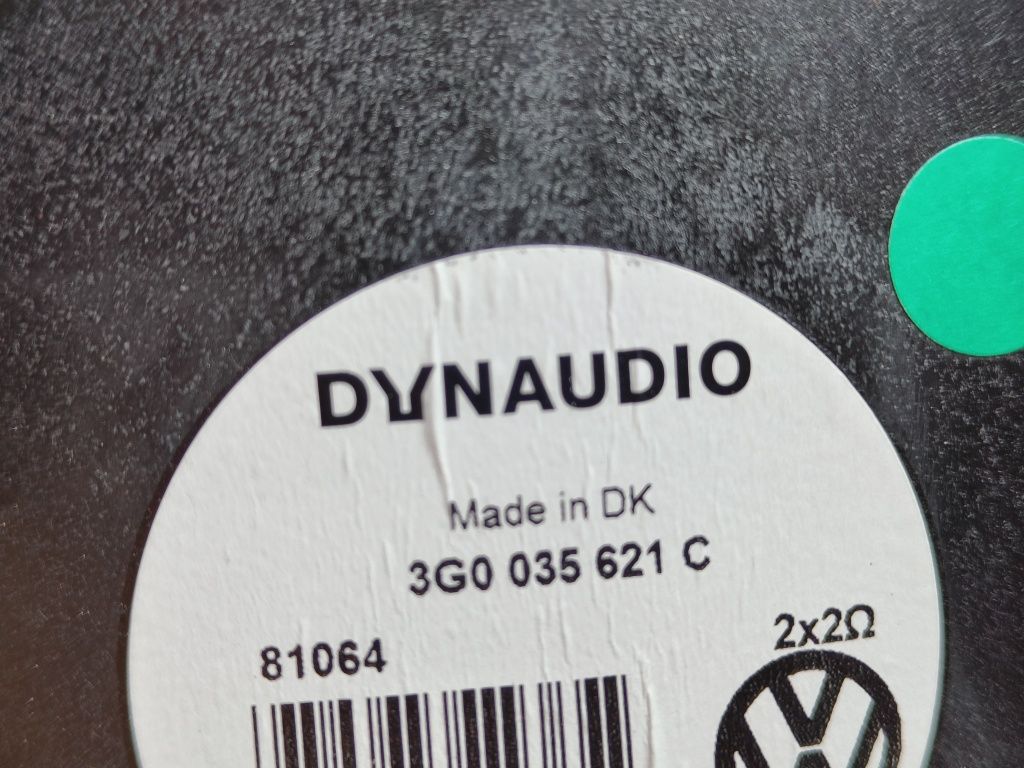 DYNAUDIO
Made in DK
3G0 035 621 C
2x2Ω
81064